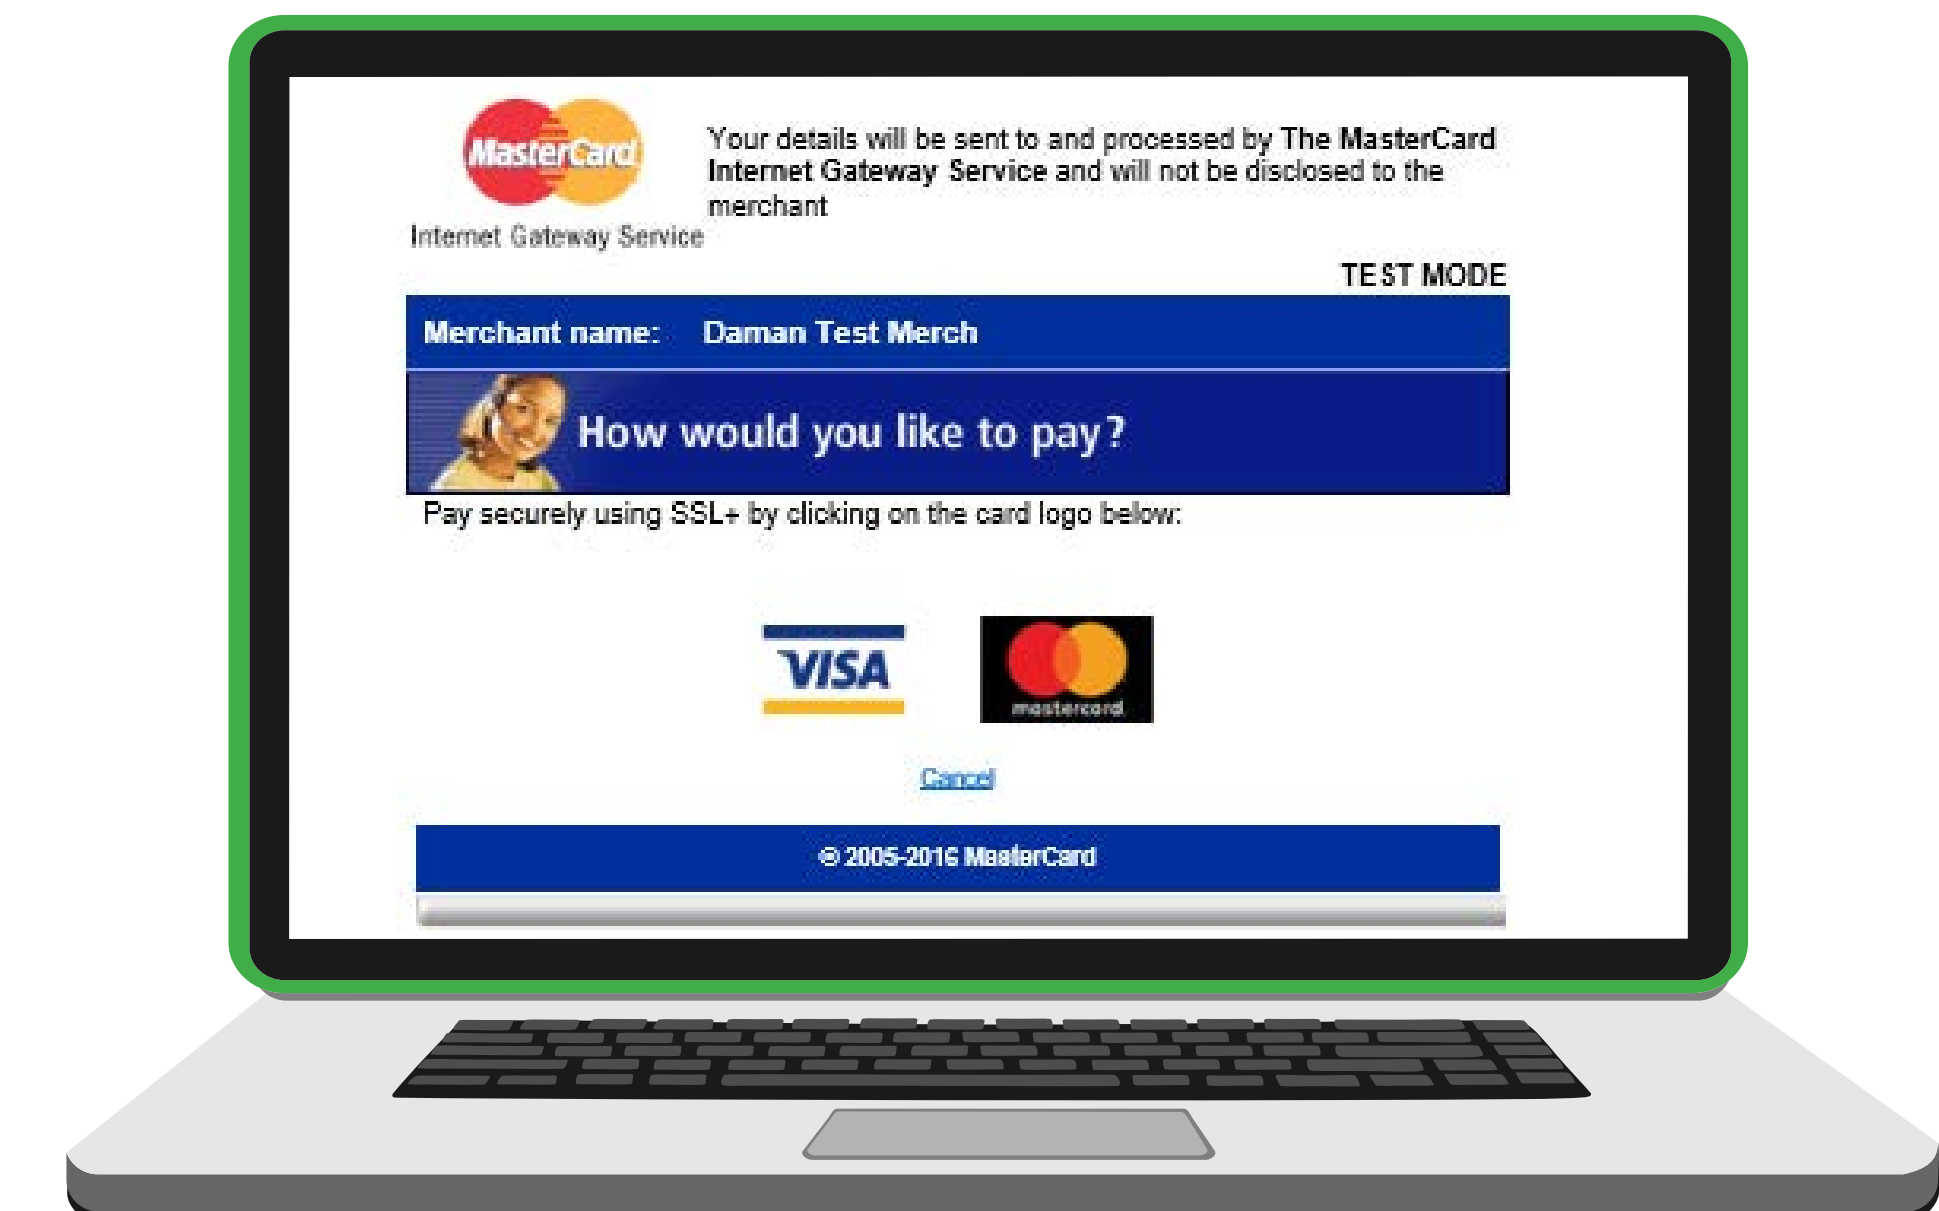 MasterCard
Internet Gateway Service
Your details will be sent to and processed by The MasterCard
Internet Gateway Service and will not be disclosed to the
merchant
TEST MODE
Merchant name: Daman Test Merch
How would you like to pay?
Pay securely using SSL+ by clicking on the card logo below:
VISA
mastercard
Cancel
© 2005-2016 MasterCard